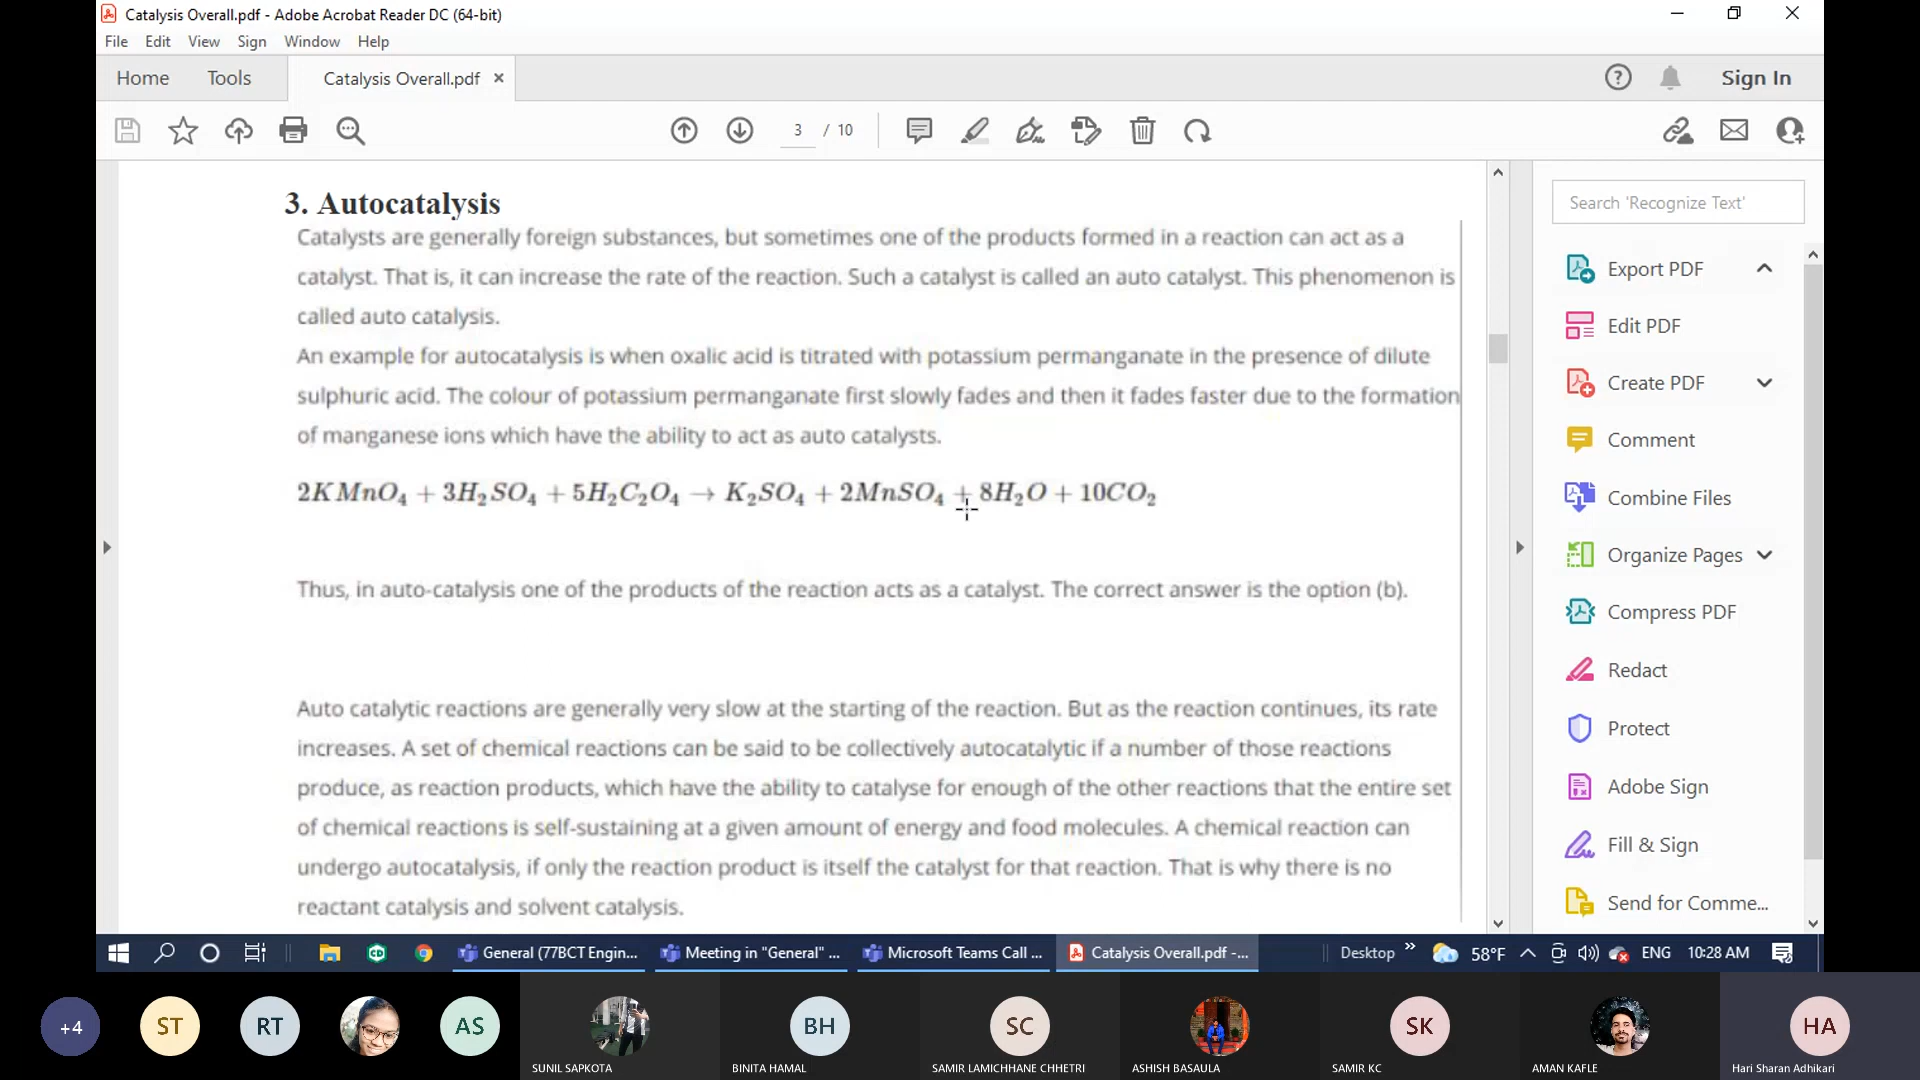 Catalysis Overall.pdf - Adobe Acrobat Reader DC (64-bit)
File Edit View Sign Window Help
Home Tools Catalysis Overall.pdf × Sign In
3 / 10
3. Autocatalysis
Catalysts are generally foreign substances, but sometimes one of the products formed in a reaction can act as a
catalyst. That is, it can increase the rate of the reaction. Such a catalyst is called an auto catalyst. This phenomenon is
called auto catalysis.
An example for autocatalysis is when oxalic acid is titrated with potassium permanganate in the presence of dilute
sulphuric acid. The colour of potassium permanganate first slowly fades and then it fades faster due to the formation
of manganese ions which have the ability to act as auto catalysts.
2KMnO₄ + 3H₂SO₄ + 5H₂C₂O₄ → K₂SO₄ + 2MnSO₄ + 8H₂O + 10CO₂
Thus, in auto-catalysis one of the products of the reaction acts as a catalyst. The correct answer is the option (b).
Auto catalytic reactions are generally very slow at the starting of the reaction. But as the reaction continues, its rate
increases. A set of chemical reactions can be said to be collectively autocatalytic if a number of those reactions
produce, as reaction products, which have the ability to catalyse for enough of the other reactions that the entire set
of chemical reactions is self-sustaining at a given amount of energy and food molecules. A chemical reaction can
undergo autocatalysis, if only the reaction product is itself the catalyst for that reaction. That is why there is no
reactant catalysis and solvent catalysis.
Search 'Recognize Text'
Export PDF
Edit PDF
Create PDF
Comment
Combine Files
Organize Pages
Compress PDF
Redact
Protect
Adobe Sign
Fill & Sign
Send for Comme...
General (77BCT Engin... Meeting in "General" ... Microsoft Teams Call ... Catalysis Overall.pdf -... Desktop » 58°F ENG 10:28 AM
+4 ST RT AS BH SC SK HA
SUNIL SAPKOTA BINITA HAMAL SAMIR LAMICHHANE CHHETRI ASHISH BASAULA SAMIR KC AMAN KAFLE Hari Sharan Adhikari